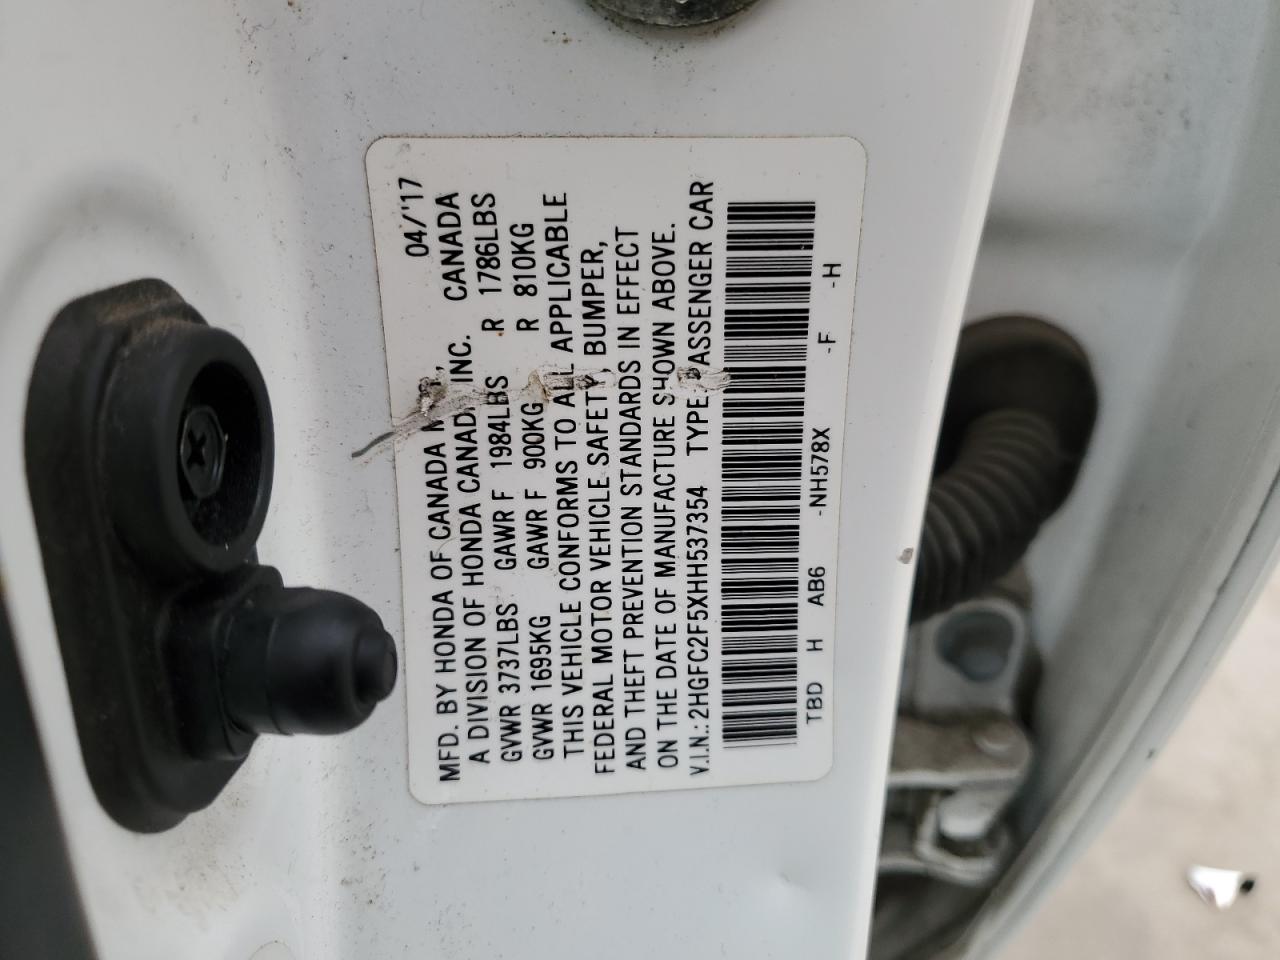 04/'17
MFD. BY HONDA OF CANADA
A DIVISION OF HONDA CANADA INC. CANADA
GVWR 3737LBS GAWR F 1984LBS R 1786LBS
GVWR 1695KG GAWR F 900KG R 810KG
THIS VEHICLE CONFORMS TO ALL APPLICABLE
FEDERAL MOTOR VEHICLE SAFETY, BUMPER,
AND THEFT PREVENTION STANDARDS IN EFFECT
ON THE DATE OF MANUFACTURE SHOWN ABOVE.
V.I.N.: 2HGFC2F5XHH537354 TYPE: PASSENGER CAR
TBD H AB6 -NH578X -F -H